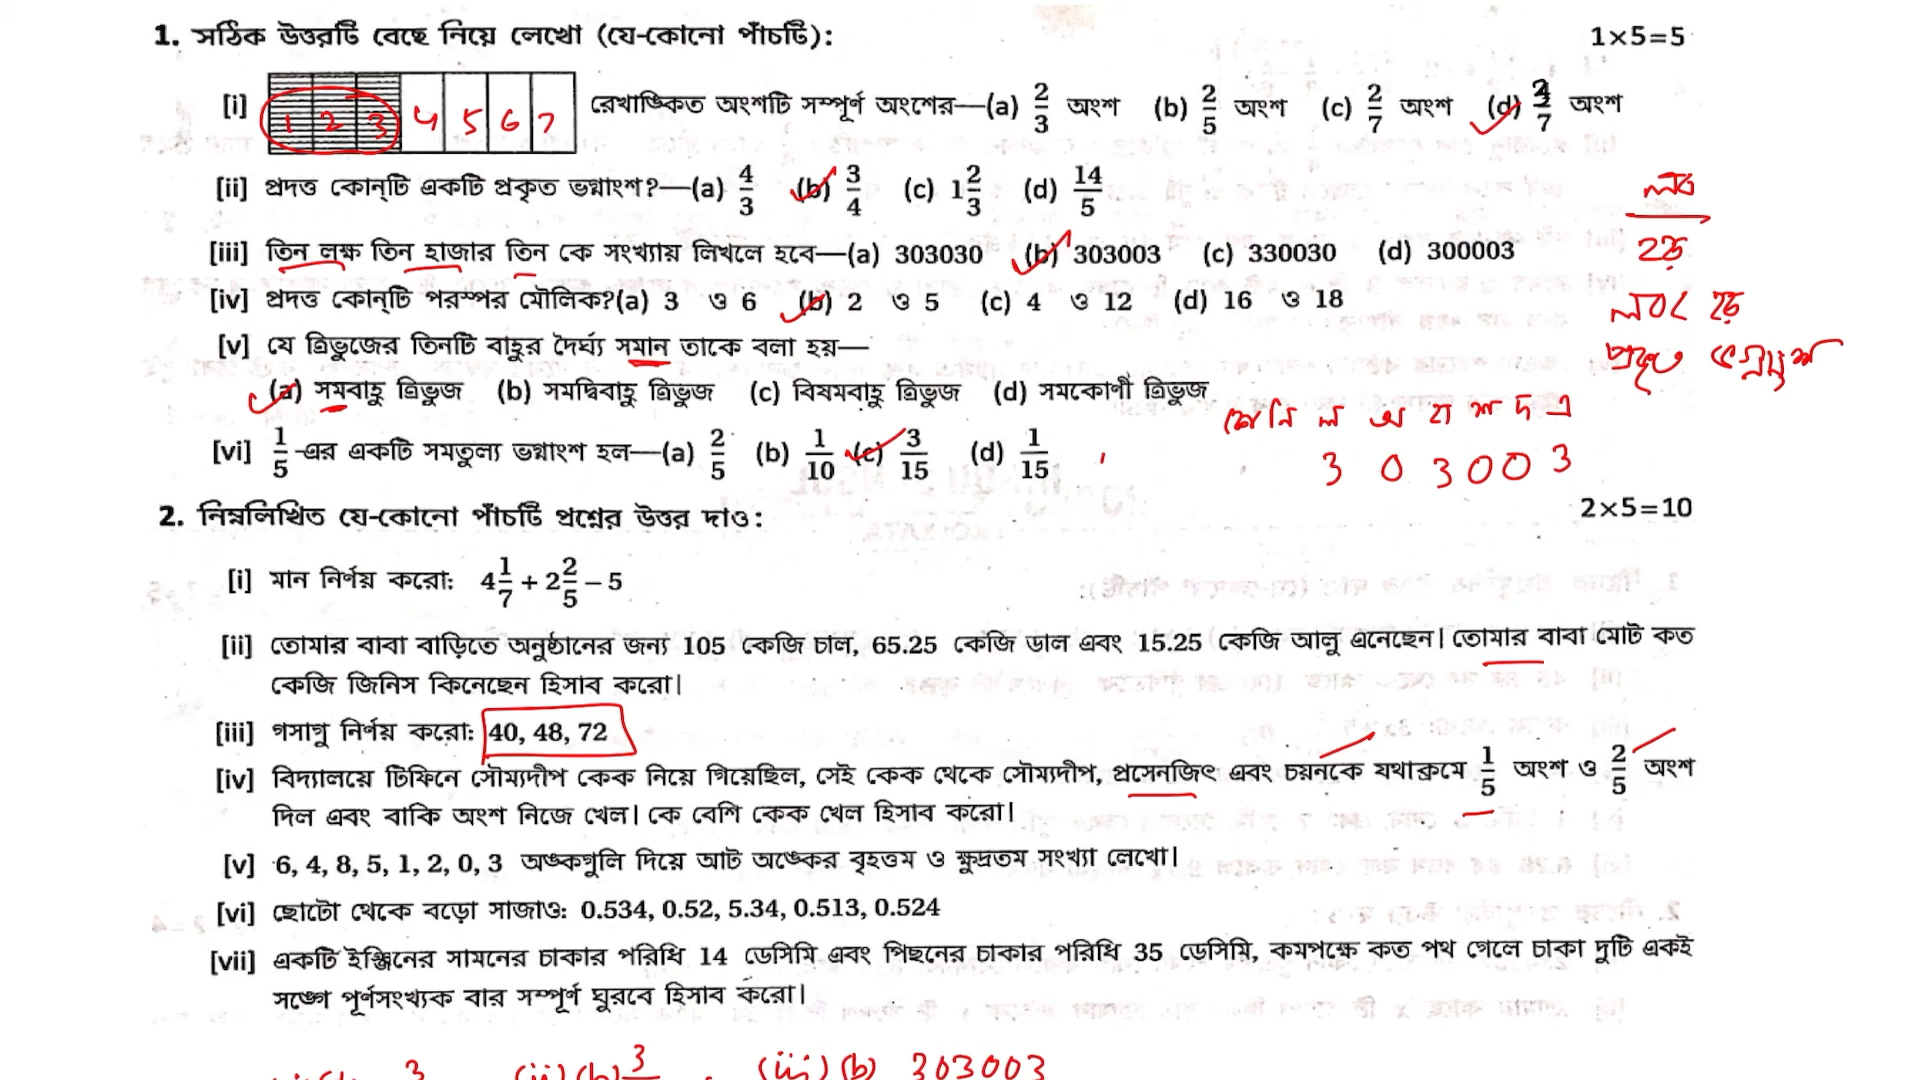 1. সঠিক উত্তরটি বেছে নিয়ে লেখো (যে-কোনো পাঁচটি): 1×5=5
[i] 1 2 3 4 5 6 7 রেখাঙ্কিত অংশটি সম্পূর্ণ অংশের—(a) 2/3 অংশ (b) 2/5 অংশ (c) 2/7 অংশ (d) 3/7 অংশ
[ii] প্রদত্ত কোন্‌টি একটি প্রকৃত ভগ্নাংশ?—(a) 4/3 (b) 3/4 (c) 1 2/3 (d) 14/5
লব
হর
[iii] তিন লক্ষ তিন হাজার তিন কে সংখ্যায় লিখলে হবে—(a) 303030 (b) 303003 (c) 330030 (d) 300003
[iv] প্রদত্ত কোন্‌টি পরস্পর মৌলিক?(a) 3 ও 6 (b) 2 ও 5 (c) 4 ও 12 (d) 16 ও 18
লব < হর
প্রকৃত ভগ্নাংশ
[v] যে ত্রিভুজের তিনটি বাহুর দৈর্ঘ্য সমান তাকে বলা হয়—
(a) সমবাহু ত্রিভুজ (b) সমদ্বিবাহু ত্রিভুজ (c) বিষমবাহু ত্রিভুজ (d) সমকোণী ত্রিভুজ
কো নি ল অ হা শ দ এ
3 0 3 0 0 3
[vi] 1/5-এর একটি সমতুল্য ভগ্নাংশ হল—(a) 2/5 (b) 1/10 (c) 3/15 (d) 1/15
2. নিম্নলিখিত যে-কোনো পাঁচটি প্রশ্নের উত্তর দাও: 2×5=10
[i] মান নির্ণয় করো: 4 1/7 + 2 2/5 – 5
[ii] তোমার বাবা বাড়িতে অনুষ্ঠানের জন্য 105 কেজি চাল, 65.25 কেজি ডাল এবং 15.25 কেজি আলু এনেছেন। তোমার বাবা মোট কত
কেজি জিনিস কিনেছেন হিসাব করো।
[iii] গসাগু নির্ণয় করো: 40, 48, 72
[iv] বিদ্যালয়ে টিফিনে সৌম্যদীপ কেক নিয়ে গিয়েছিল, সেই কেক থেকে সৌম্যদীপ, প্রসেনজিৎ এবং চয়নকে যথাক্রমে 1/5 অংশ ও 2/5 অংশ
দিল এবং বাকি অংশ নিজে খেল। কে বেশি কেক খেল হিসাব করো।
[v] 6, 4, 8, 5, 1, 2, 0, 3 অঙ্কগুলি দিয়ে আট অঙ্কের বৃহত্তম ও ক্ষুদ্রতম সংখ্যা লেখো।
[vi] ছোটো থেকে বড়ো সাজাও: 0.534, 0.52, 5.34, 0.513, 0.524
[vii] একটি ইঞ্জিনের সামনের চাকার পরিধি 14 ডেসিমি এবং পিছনের চাকার পরিধি 35 ডেসিমি, কমপক্ষে কত পথ গেলে চাকা দুটি একই
সঙ্গে পূর্ণসংখ্যক বার সম্পূর্ণ ঘুরবে হিসাব করো।
3 (ii) (b) 3 (iii) (b) 303003